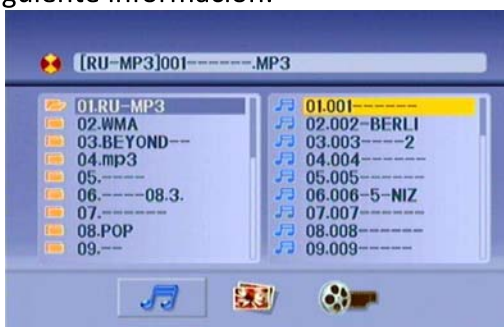 guiente información:
[RU-MP3]001------.MP3
01.RU-MP3
02.WMA
03.BEYOND--
04.mp3
05.----
06.----08.3.
07.------
08.POP
09.--
01.001------
02.002-BERLI
03.003----2
04.004------
05.005------
06.006-5-NIZ
07.007------
08.008------
09.009-----